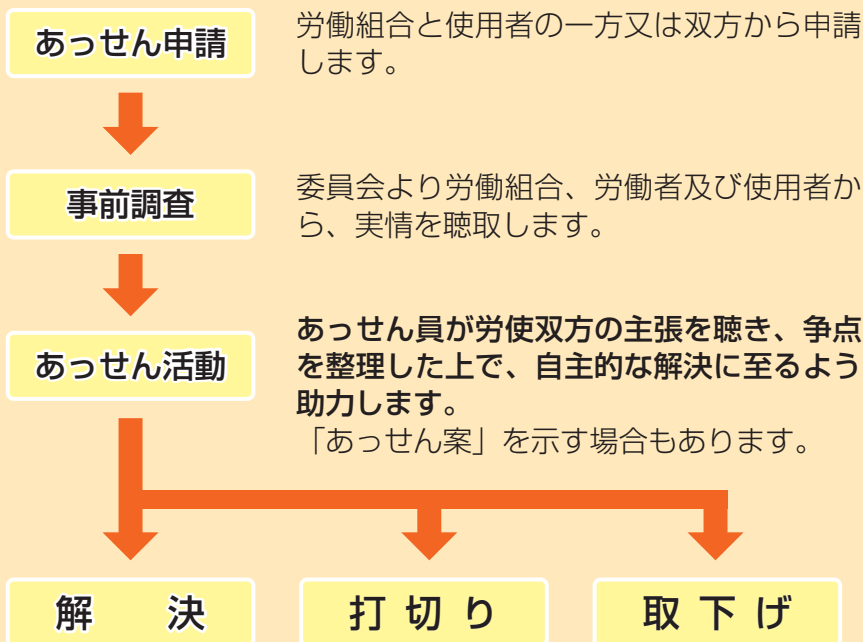 あっせん申請
労働組合と使用者の一方又は双方から申請
します。
事前調査
委員会より労働組合、労働者及び使用者か
ら、実情を聴取します。
あっせん活動
あっせん員が労使双方の主張を聴き、争点
を整理した上で、自主的な解決に至るよう
助力します。
「あっせん案」を示す場合もあります。
解　決
打切り
取下げ